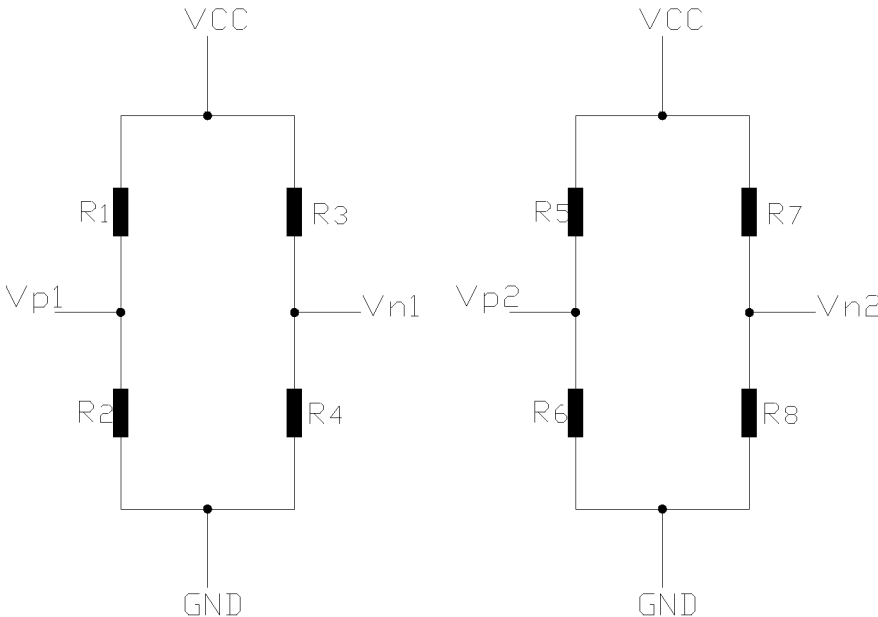 VCC VCC
R1 R3 R5 R7
Vp1 Vn1 Vp2 Vn2
R2 R4 R6 R8
GND GND